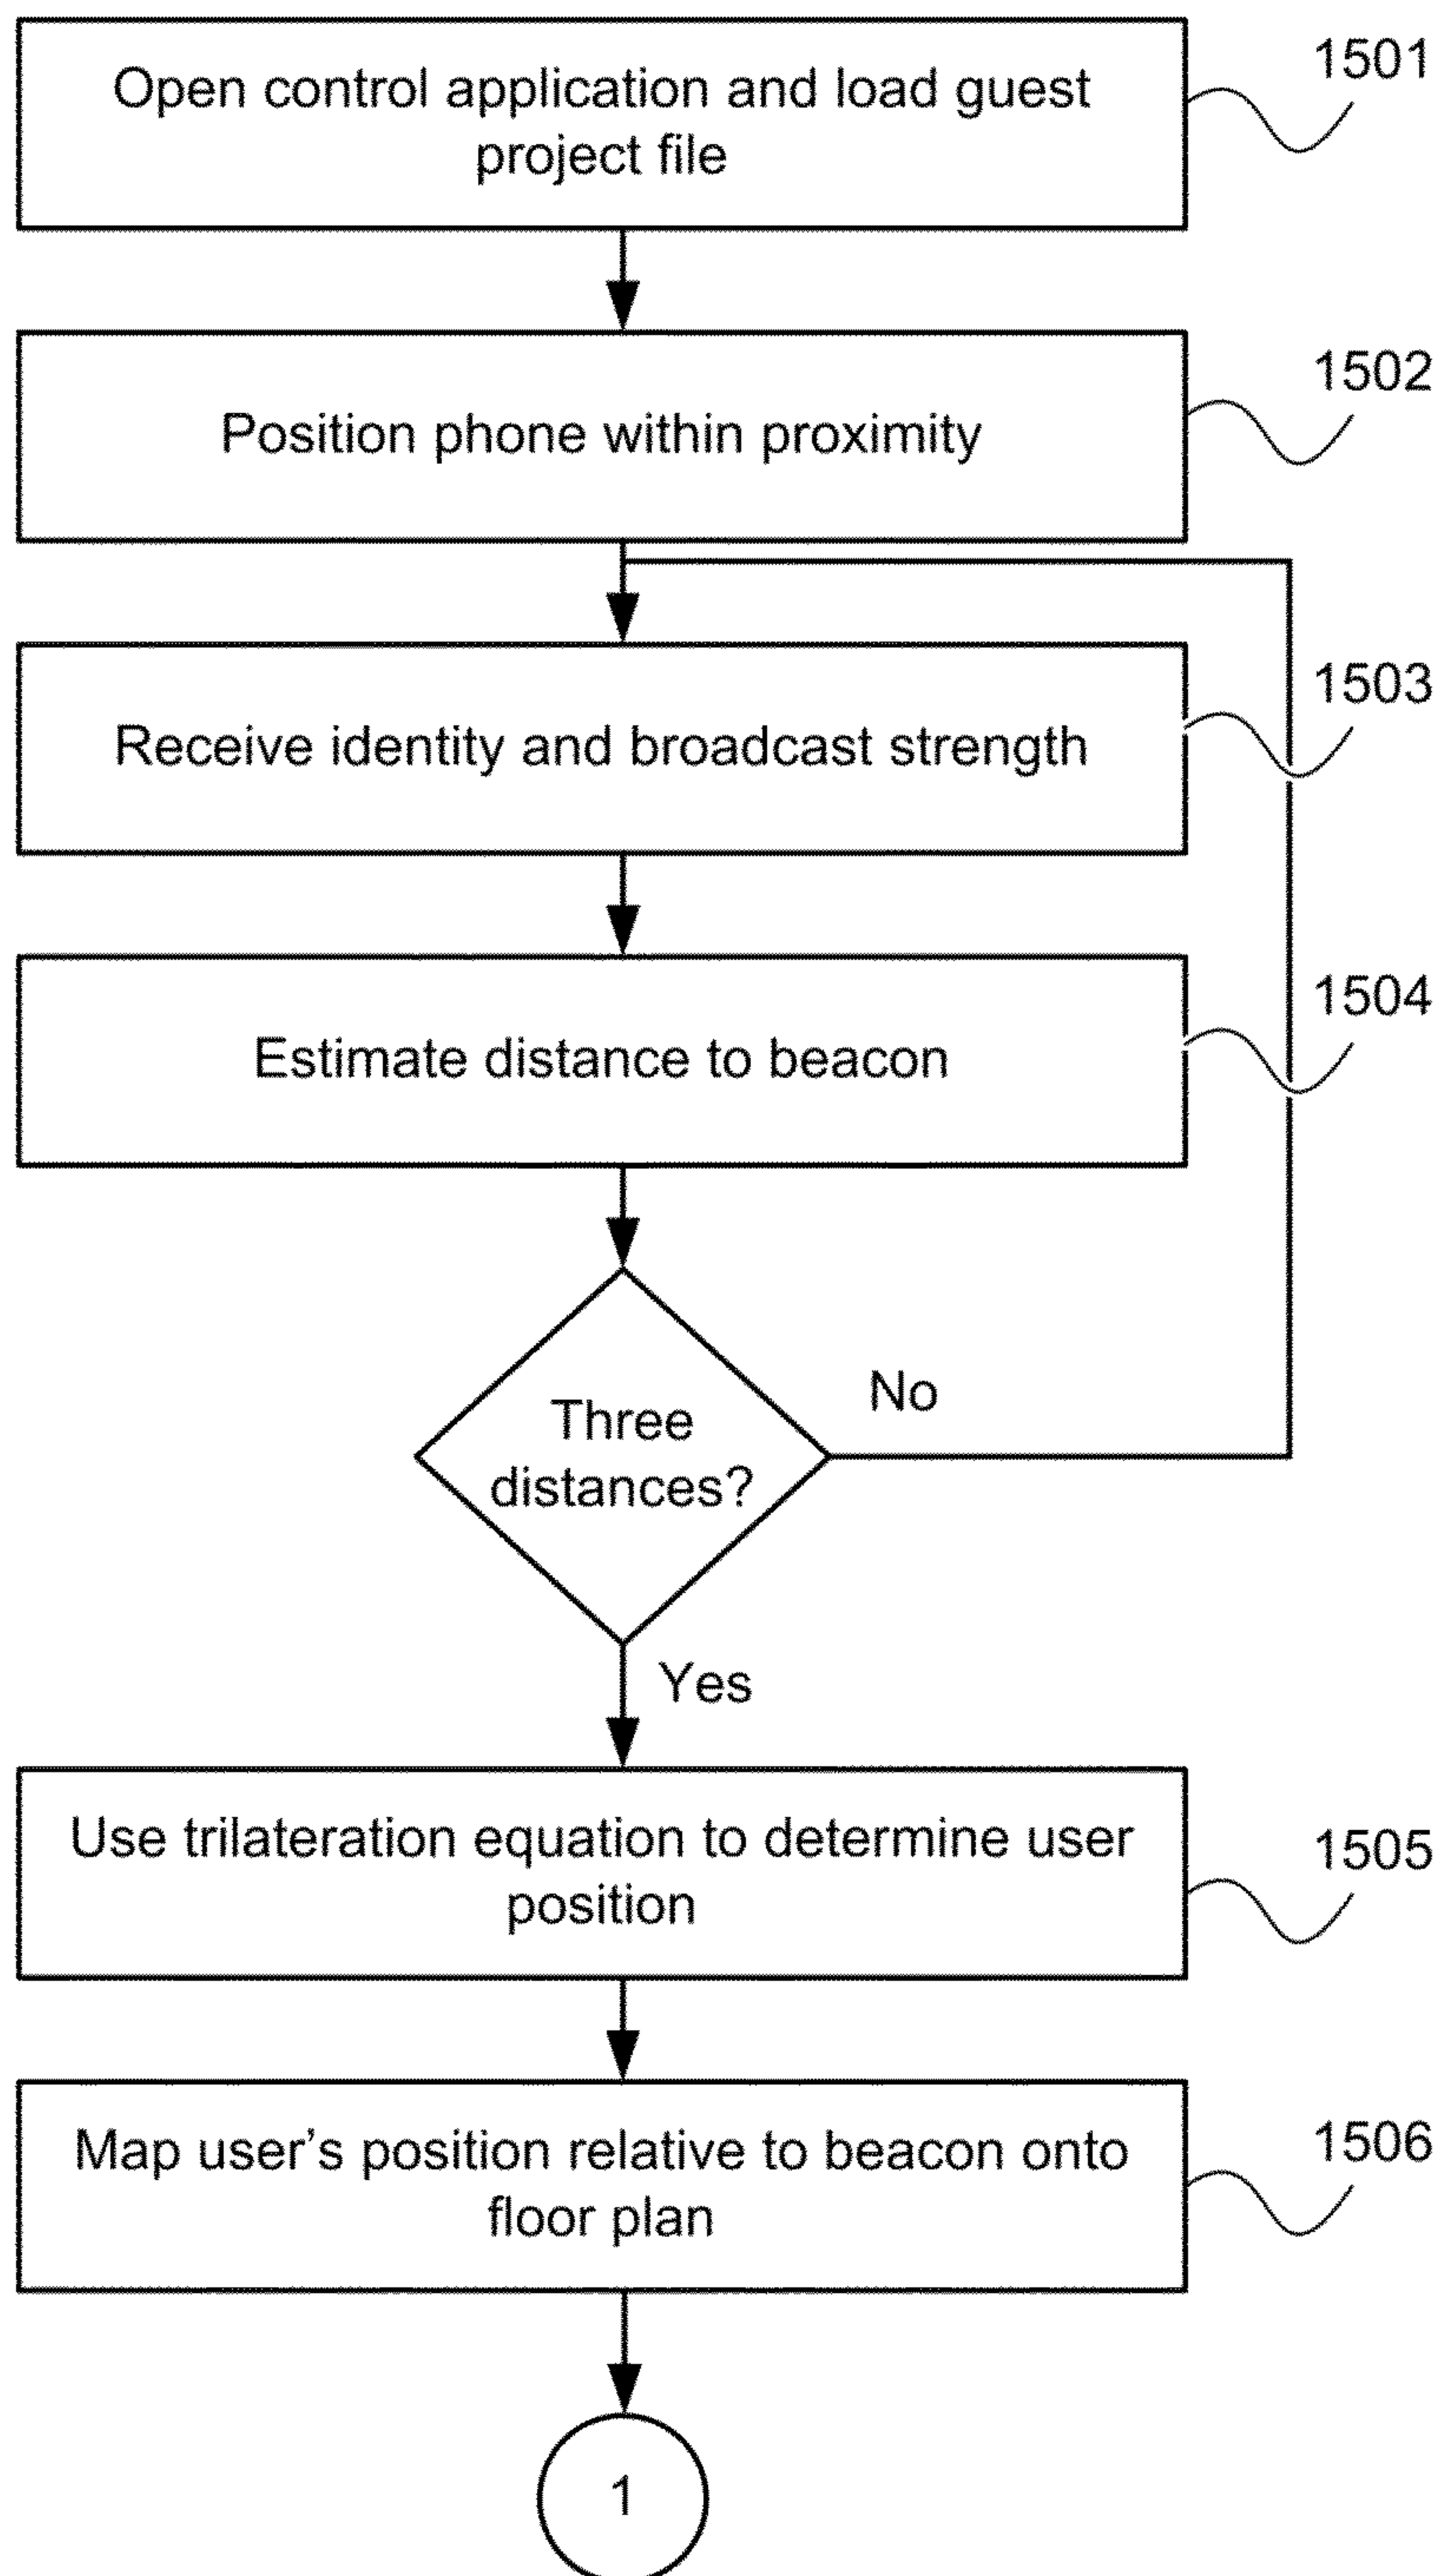 Open control application and load guest
project file
1501
Position phone within proximity
1502
Receive identity and broadcast strength
1503
Estimate distance to beacon
1504
Three
distances?
No
Yes
Use trilateration equation to determine user
position
1505
Map user’s position relative to beacon onto
floor plan
1506
1